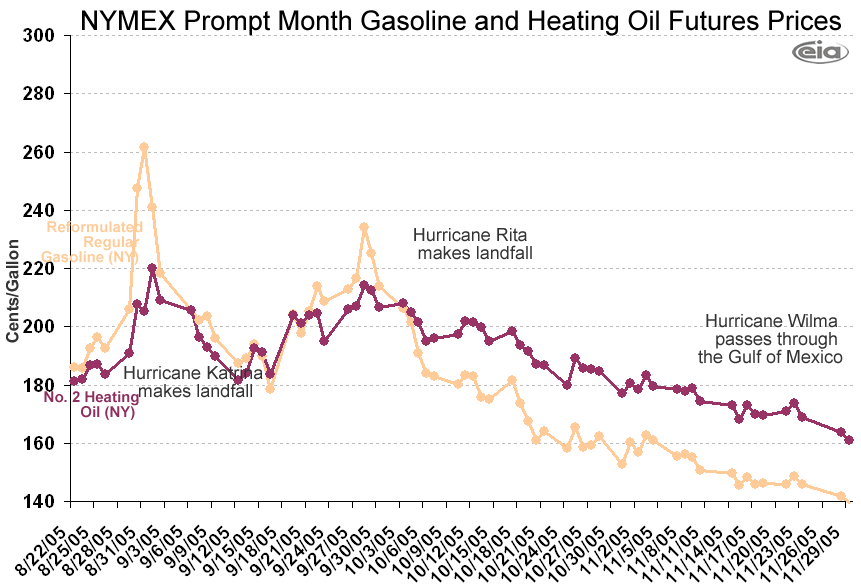 NYMEX Prompt Month Gasoline and Heating Oil Futures Prices
eia
Cents/Gallon
300
280
260
240
220
200
180
160
140
Reformulated
Regular
Gasoline (NY)
No. 2 Heating
Oil (NY)
Hurricane Katrina
makes landfall
Hurricane Rita
makes landfall
Hurricane Wilma
passes through
the Gulf of Mexico
8/22/05
8/25/05
8/28/05
8/31/05
9/3/05
9/6/05
9/9/05
9/12/05
9/15/05
9/18/05
9/21/05
9/24/05
9/27/05
9/30/05
10/3/05
10/6/05
10/9/05
10/12/05
10/15/05
10/18/05
10/21/05
10/24/05
10/27/05
10/30/05
11/2/05
11/5/05
11/8/05
11/11/05
11/14/05
11/17/05
11/20/05
11/23/05
11/26/05
11/29/05